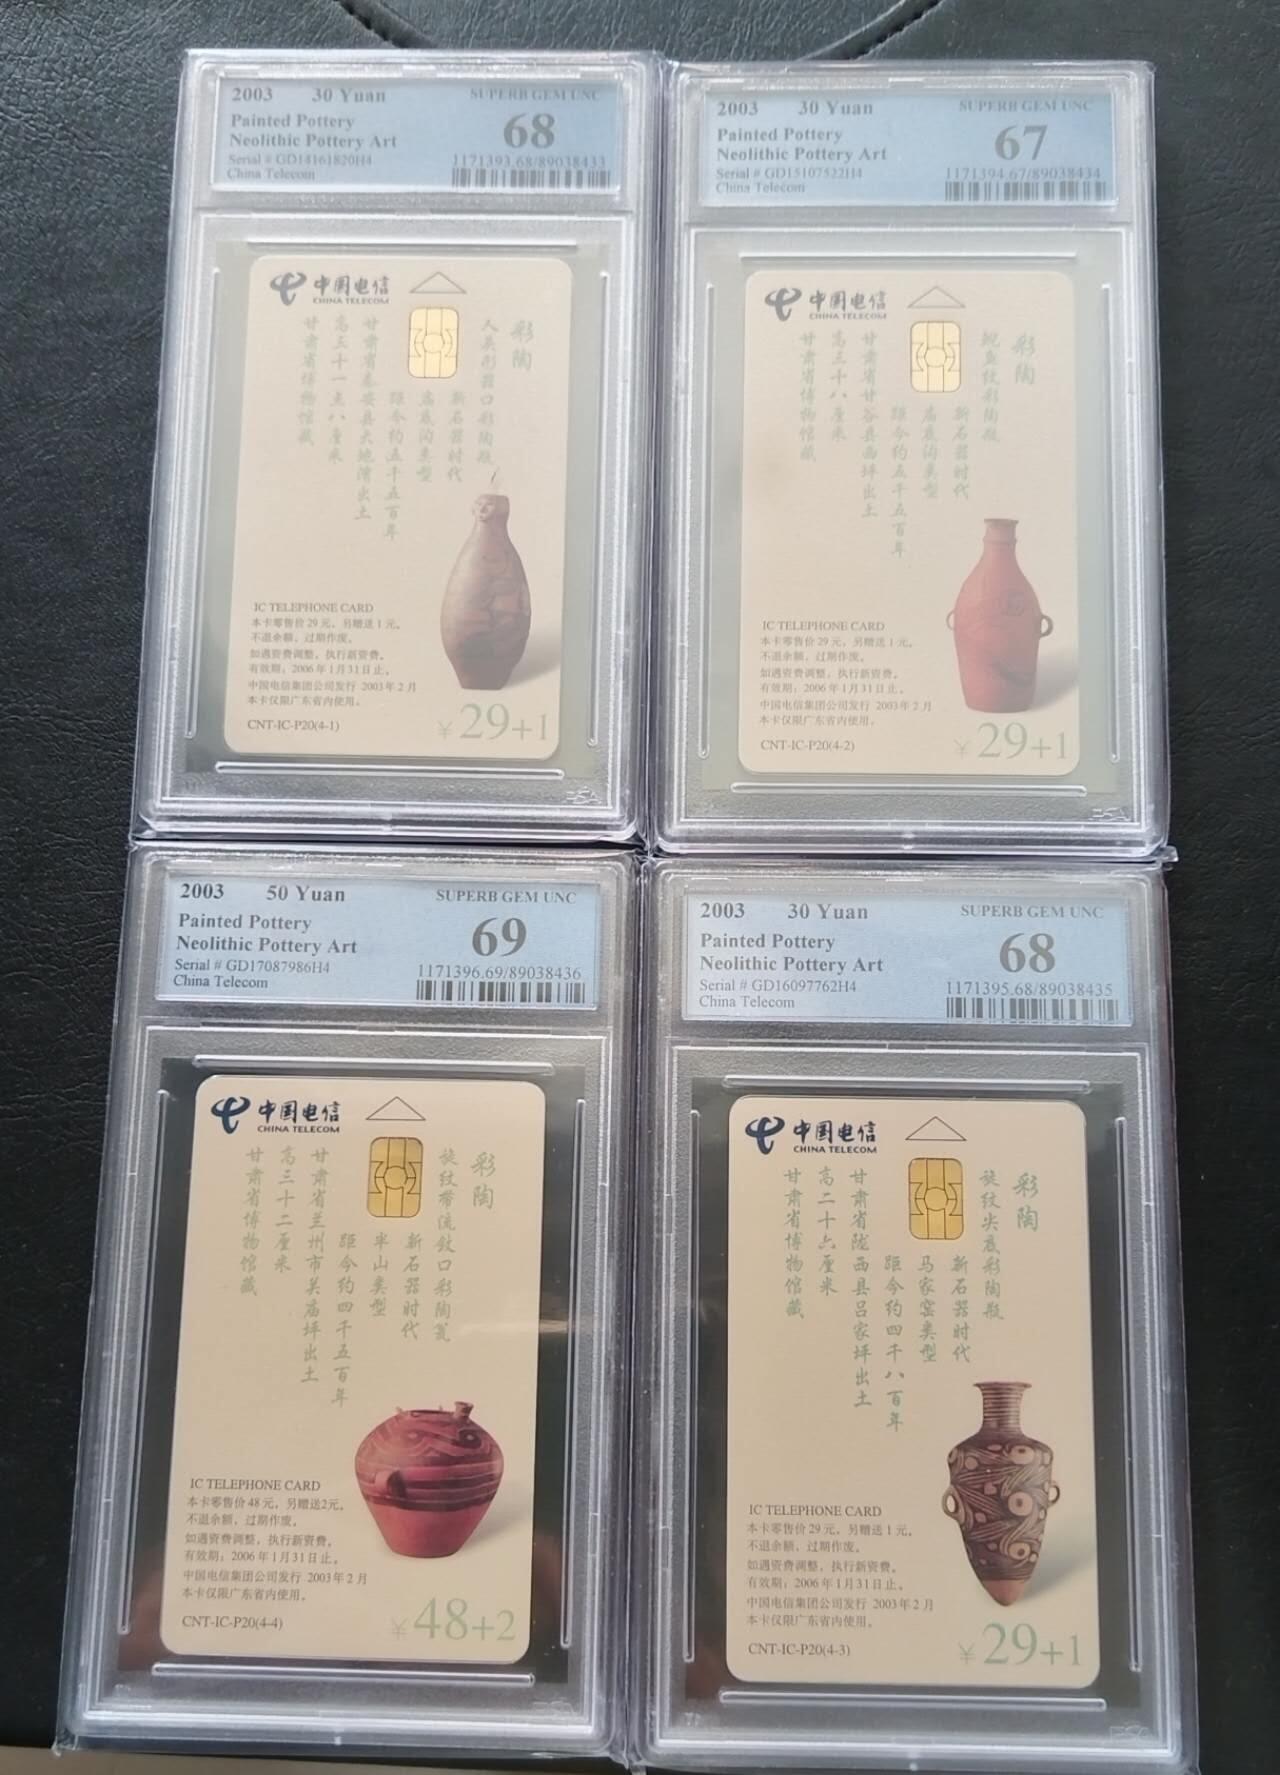 2003 30 Yuan SUPERB GEM UNC
Painted Pottery
68
Neolithic Pottery Art
Serial # GD14161820H4
1171393.68/89038433
China Telecom
中国电信
CHINA TELECOM
彩陶
人头形器口彩陶瓶
新石器时代
庙底沟类型
距今约五千五百年
甘肃省秦安县大地湾出土
高三十一点八厘米
甘肃省博物馆藏
IC TELEPHONE CARD
本卡零售价29元，另赠送1元。
不退余额，过期作废。
如遇资费调整，执行新资费。
有效期：2006年1月31日止。
中国电信集团公司发行 2003年2月
本卡仅限广东省内使用。
CNT-IC-P20(4-1)
¥29+1
2003 30 Yuan SUPERB GEM UNC
Painted Pottery
67
Neolithic Pottery Art
Serial # GD15107522H4
1171394.67/89038434
China Telecom
中国电信
CHINA TELECOM
彩陶
鲵鱼纹彩陶瓶
新石器时代
庙底沟类型
距今约五千五百年
甘肃省甘谷县西坪出土
高三十八厘米
甘肃省博物馆藏
IC TELEPHONE CARD
本卡零售价29元，另赠送1元。
不退余额，过期作废。
如遇资费调整，执行新资费。
有效期：2006年1月31日止。
中国电信集团公司发行 2003年2月
本卡仅限广东省内使用。
CNT-IC-P20(4-2)
¥29+1
2003 50 Yuan SUPERB GEM UNC
Painted Pottery
69
Neolithic Pottery Art
Serial # GD17087986H4
1171396.69/89038436
China Telecom
中国电信
CHINA TELECOM
彩陶
旋纹带流敛口彩陶瓮
新石器时代
半山类型
距今约四千五百年
甘肃省兰州市关庙坪出土
高三十二厘米
甘肃省博物馆藏
IC TELEPHONE CARD
本卡零售价48元，另赠送2元。
不退余额，过期作废。
如遇资费调整，执行新资费。
有效期：2006年1月31日止。
中国电信集团公司发行 2003年2月
本卡仅限广东省内使用。
CNT-IC-P20(4-4)
¥48+2
2003 30 Yuan SUPERB GEM UNC
Painted Pottery
68
Neolithic Pottery Art
Serial # GD16097762H4
1171395.68/89038435
China Telecom
中国电信
CHINA TELECOM
彩陶
旋纹尖底彩陶瓶
新石器时代
马家窑类型
距今约四千八百年
甘肃省陇西县吕家坪出土
高二十六厘米
甘肃省博物馆藏
IC TELEPHONE CARD
本卡零售价29元，另赠送1元。
不退余额，过期作废。
如遇资费调整，执行新资费。
有效期：2006年1月31日止。
中国电信集团公司发行 2003年2月
本卡仅限广东省内使用。
CNT-IC-P20(4-3)
¥29+1